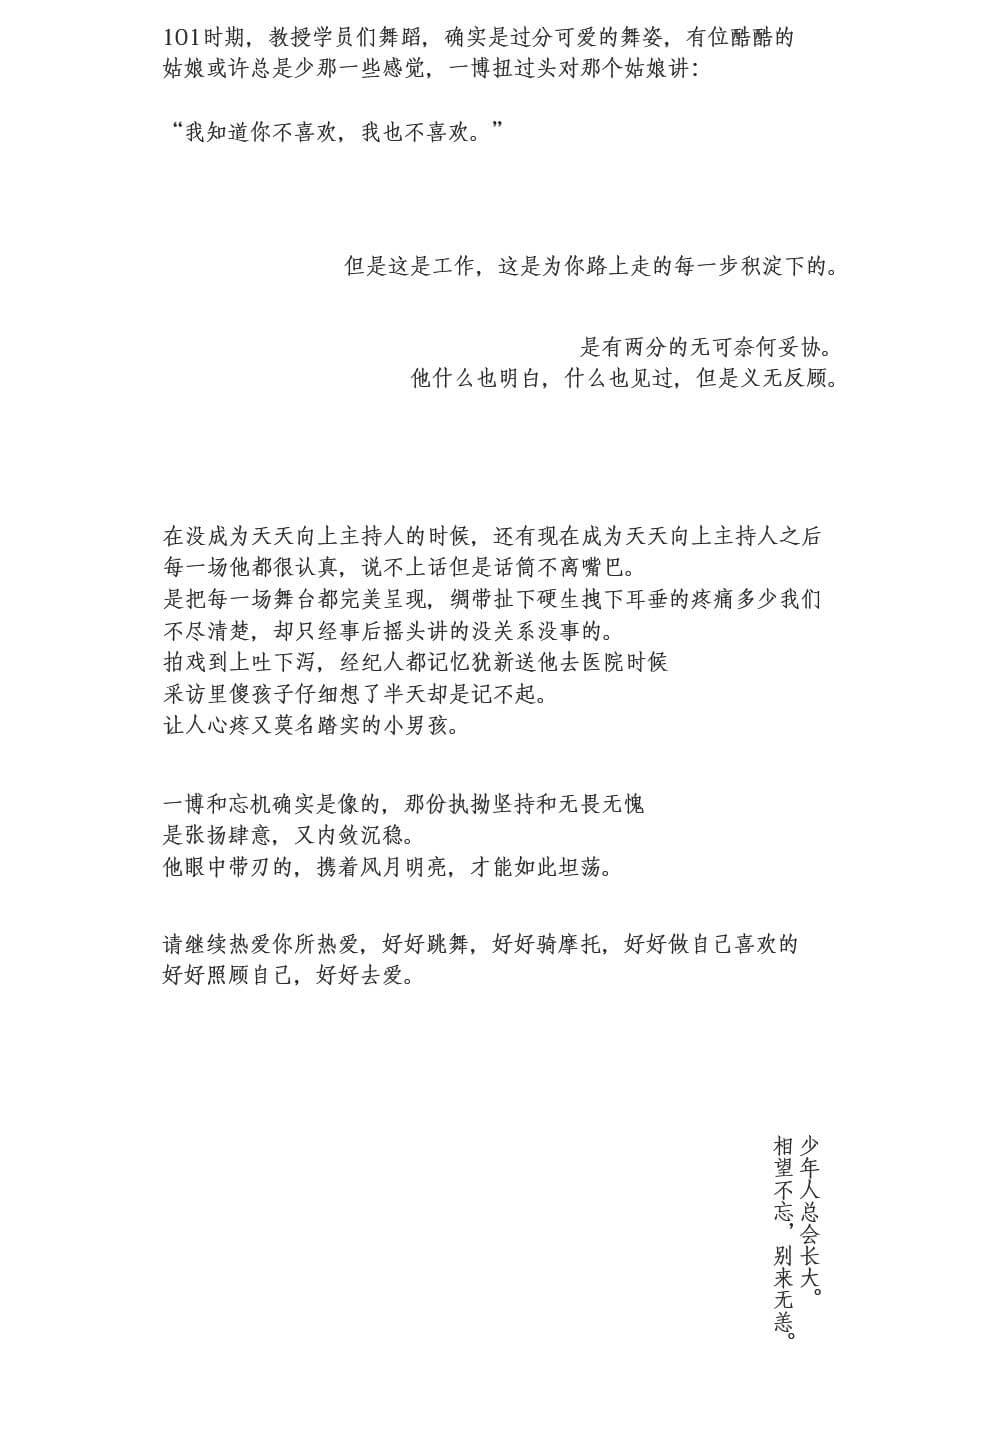 101时期，教授学员们舞蹈，确实是过分可爱的舞姿，有位酷酷的
姑娘或许总是少那一些感觉，一博扭过头对那个姑娘讲：
“我知道你不喜欢，我也不喜欢。”
但是这是工作，这是为你路上走的每一步积淀下的。
是有两分的无可奈何妥协。
他什么也明白，什么也见过，但是义无反顾。
在没成为天天向上主持人的时候，还有现在成为天天向上主持人之后
每一场他都很认真，说不上话但是话筒不离嘴巴。
是把每一场舞台都完美呈现，绸带扯下硬生拽下耳垂的疼痛多少我们
不尽清楚，却只经事后摇头讲的没关系没事的。
拍戏到上吐下泻，经纪人都记忆犹新送他去医院时候
采访里傻孩子仔细想了半天却是记不起。
让人心疼又莫名踏实的小男孩。
一博和忘机确实是像的，那份执拗坚持和无畏无愧
是张扬肆意，又内敛沉稳。
他眼中带刃的，携着风月明亮，才能如此坦荡。
请继续热爱你所热爱，好好跳舞，好好骑摩托，好好做自己喜欢的
好好照顾自己，好好去爱。
少年人总会长大。
相望不忘，别来无恙。